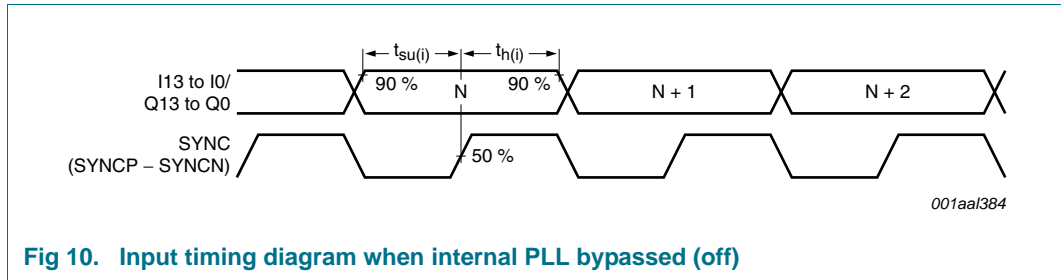 tsu(i) th(i)
I13 to I0/
Q13 to Q0
90 % N 90 % N + 1 N + 2
SYNC
(SYNCP – SYNCN)
50 %
001aal384
Fig 10. Input timing diagram when internal PLL bypassed (off)